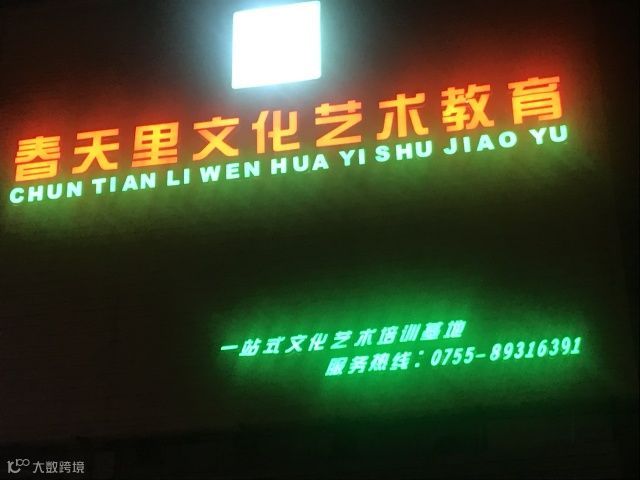 春天里文化艺术教育
CHUN TIAN LI WEN HUA YI SHU JIAO YU
一站式文化艺术培训基地
服务热线：0755-89316391
大数跨境